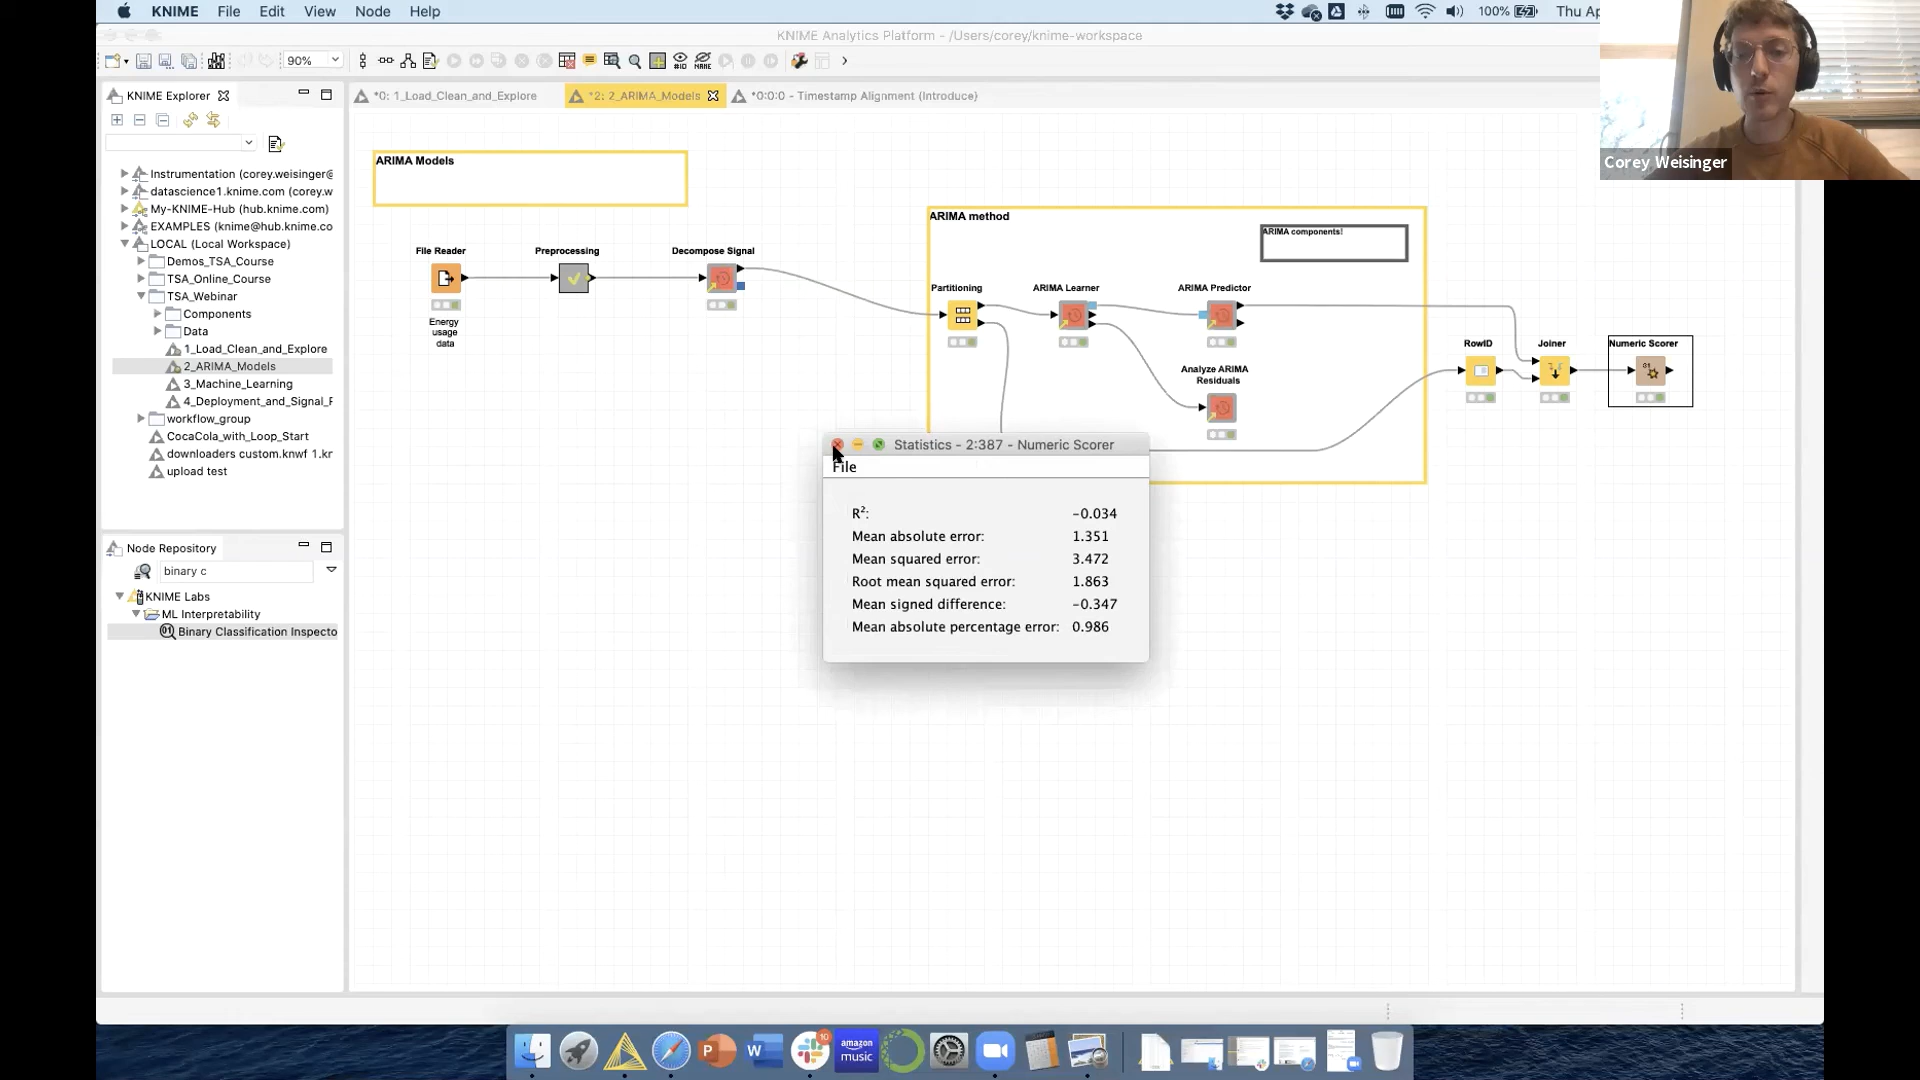 KNIME File Edit View Node Help
100%
Thu Ap
KNIME Analytics Platform - /Users/corey/knime-workspace
90%
Corey Weisinger
KNIME Explorer
*0: 1_Load_Clean_and_Explore
*2: 2_ARIMA_Models
*0:0:0 - Timestamp Alignment (Introduce)
Instrumentation (corey.weisinger@
datascience1.knime.com (corey.w
My-KNIME-Hub (hub.knime.com)
EXAMPLES (knime@hub.knime.co
LOCAL (Local Workspace)
Demos_TSA_Course
TSA_Online_Course
TSA_Webinar
Components
Data
1_Load_Clean_and_Explore
2_ARIMA_Models
3_Machine_Learning
4_Deployment_and_Signal_F
workflow_group
CocaCola_with_Loop_Start
downloaders custom.knwf 1.kr
upload test
Node Repository
binary c
KNIME Labs
ML Interpretability
Binary Classification Inspecto
ARIMA Models
File Reader
Energy
usage
data
Preprocessing
Decompose Signal
ARIMA method
ARIMA components!
Partitioning
ARIMA Learner
ARIMA Predictor
Analyze ARIMA
Residuals
RowID
Joiner
Numeric Scorer
Statistics - 2:387 - Numeric Scorer
File
R²: -0.034
Mean absolute error: 1.351
Mean squared error: 3.472
Root mean squared error: 1.863
Mean signed difference: -0.347
Mean absolute percentage error: 0.986
P
W
10
amazon
music